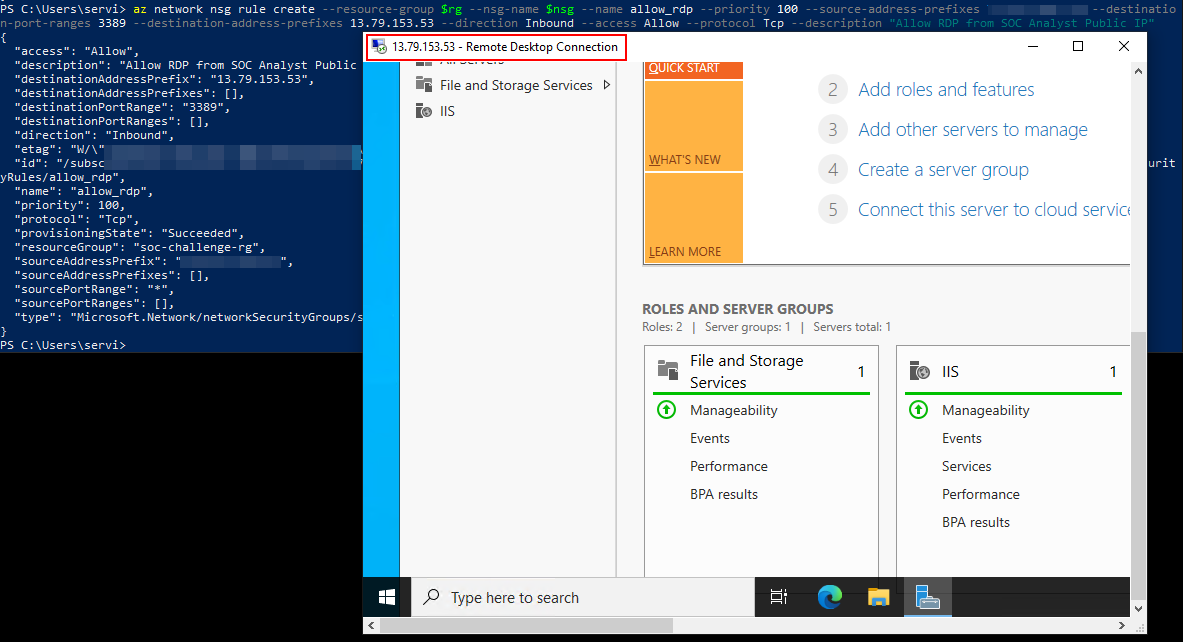 PS C:\Users\servi> az network nsg rule create --resource-group $rg --nsg-name $nsg --name allow_rdp --priority 100 --source-address-prefixes --destinatio
n-port-ranges 3389 --destination-address-prefixes 13.79.153.53 --direction Inbound --access Allow --protocol Tcp --description "Allow RDP from SOC Analyst Public IP"
{
"access": "Allow",
"description": "Allow RDP from SOC Analyst Public
"destinationAddressPrefix": "13.79.153.53",
"destinationAddressPrefixes": [],
"destinationPortRange": "3389",
"destinationPortRanges": [],
"direction": "Inbound",
"etag": "W/\"
"id": "/subsc
urit
yRules/allow_rdp",
"name": "allow_rdp",
"priority": 100,
"protocol": "Tcp",
"provisioningState": "Succeeded",
"resourceGroup": "soc-challenge-rg",
"sourceAddressPrefix": "",
"sourceAddressPrefixes": [],
"sourcePortRange": "*",
"sourcePortRanges": [],
"type": "Microsoft.Network/networkSecurityGroups/s
}
PS C:\Users\servi>
13.79.153.53 - Remote Desktop Connection
All Servers
File and Storage Services
IIS
QUICK START
WHAT'S NEW
LEARN MORE
2 Add roles and features
3 Add other servers to manage
4 Create a server group
5 Connect this server to cloud service
ROLES AND SERVER GROUPS
Roles: 2 | Server groups: 1 | Servers total: 1
File and Storage
Services
1
Manageability
Events
Performance
BPA results
IIS 1
Manageability
Events
Services
Performance
BPA results
Type here to search